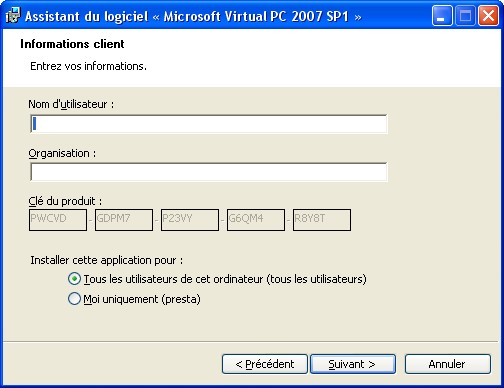 Assistant du logiciel « Microsoft Virtual PC 2007 SP1 »
Informations client
Entrez vos informations.
Nom d'utilisateur :
Organisation :
Clé du produit :
PWCVD - GDPM7 - P23VY - G6QM4 - R8Y8T
Installer cette application pour :
Tous les utilisateurs de cet ordinateur (tous les utilisateurs)
Moi uniquement (presta)
< Précédent Suivant > Annuler